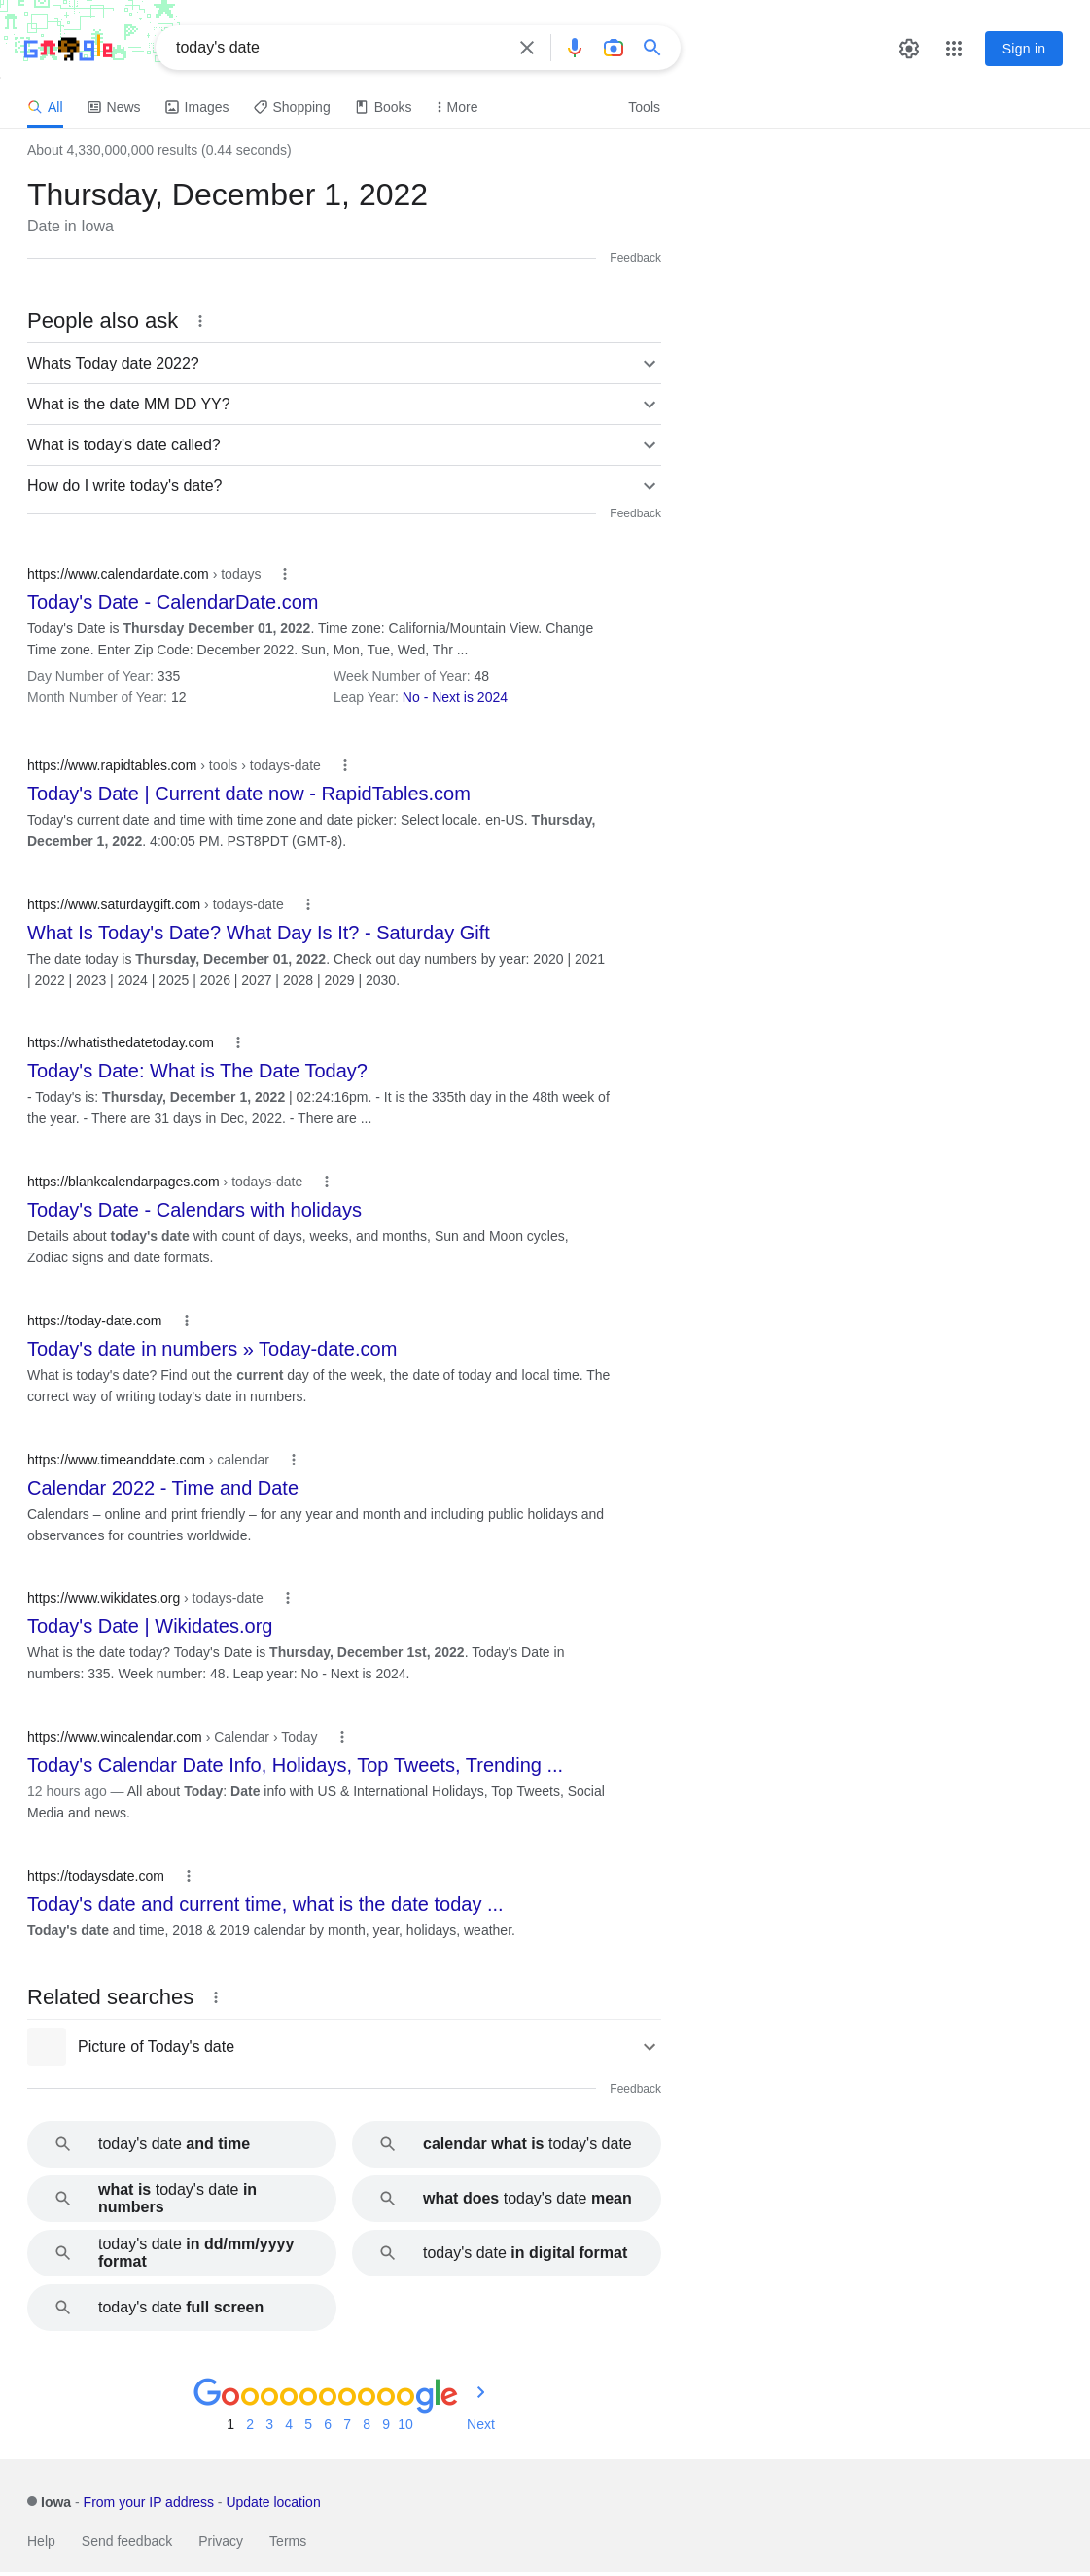 Google
today's date
Sign in
All
News
Images
Shopping
Books
More
Tools
About 4,330,000,000 results (0.44 seconds)
Thursday, December 1, 2022
Date in Iowa
Feedback
People also ask
Whats Today date 2022?
What is the date MM DD YY?
What is today's date called?
How do I write today's date?
Feedback
https://www.calendardate.com › todays
Today's Date - CalendarDate.com
Today's Date is Thursday December 01, 2022. Time zone: California/Mountain View. Change
Time zone. Enter Zip Code: December 2022. Sun, Mon, Tue, Wed, Thr ...
Day Number of Year: 335
Week Number of Year: 48
Month Number of Year: 12
Leap Year: No - Next is 2024
https://www.rapidtables.com › tools › todays-date
Today's Date | Current date now - RapidTables.com
Today's current date and time with time zone and date picker: Select locale. en-US. Thursday,
December 1, 2022. 4:00:05 PM. PST8PDT (GMT-8).
https://www.saturdaygift.com › todays-date
What Is Today's Date? What Day Is It? - Saturday Gift
The date today is Thursday, December 01, 2022. Check out day numbers by year: 2020 | 2021
| 2022 | 2023 | 2024 | 2025 | 2026 | 2027 | 2028 | 2029 | 2030.
https://whatisthedatetoday.com
Today's Date: What is The Date Today?
- Today's is: Thursday, December 1, 2022 | 02:24:16pm. - It is the 335th day in the 48th week of
the year. - There are 31 days in Dec, 2022. - There are ...
https://blankcalendarpages.com › todays-date
Today's Date - Calendars with holidays
Details about today's date with count of days, weeks, and months, Sun and Moon cycles,
Zodiac signs and date formats.
https://today-date.com
Today's date in numbers » Today-date.com
What is today's date? Find out the current day of the week, the date of today and local time. The
correct way of writing today's date in numbers.
https://www.timeanddate.com › calendar
Calendar 2022 - Time and Date
Calendars – online and print friendly – for any year and month and including public holidays and
observances for countries worldwide.
https://www.wikidates.org › todays-date
Today's Date | Wikidates.org
What is the date today? Today's Date is Thursday, December 1st, 2022. Today's Date in
numbers: 335. Week number: 48. Leap year: No - Next is 2024.
https://www.wincalendar.com › Calendar › Today
Today's Calendar Date Info, Holidays, Top Tweets, Trending ...
12 hours ago — All about Today: Date info with US & International Holidays, Top Tweets, Social
Media and news.
https://todaysdate.com
Today's date and current time, what is the date today ...
Today's date and time, 2018 & 2019 calendar by month, year, holidays, weather.
Related searches
Picture of Today's date
Feedback
today's date and time
calendar what is today's date
what is today's date in
numbers
what does today's date mean
today's date in dd/mm/yyyy
format
today's date in digital format
today's date full screen
Goooooooooogle
1 2 3 4 5 6 7 8 9 10 Next
Iowa - From your IP address - Update location
Help Send feedback Privacy Terms